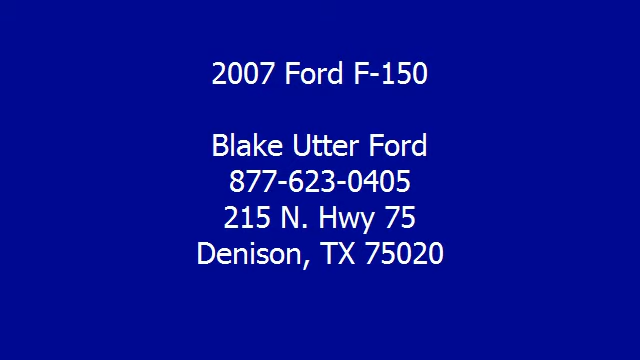 2007 Ford F-150
Blake Utter Ford
877-623-0405
215 N. Hwy 75
Denison, TX 75020